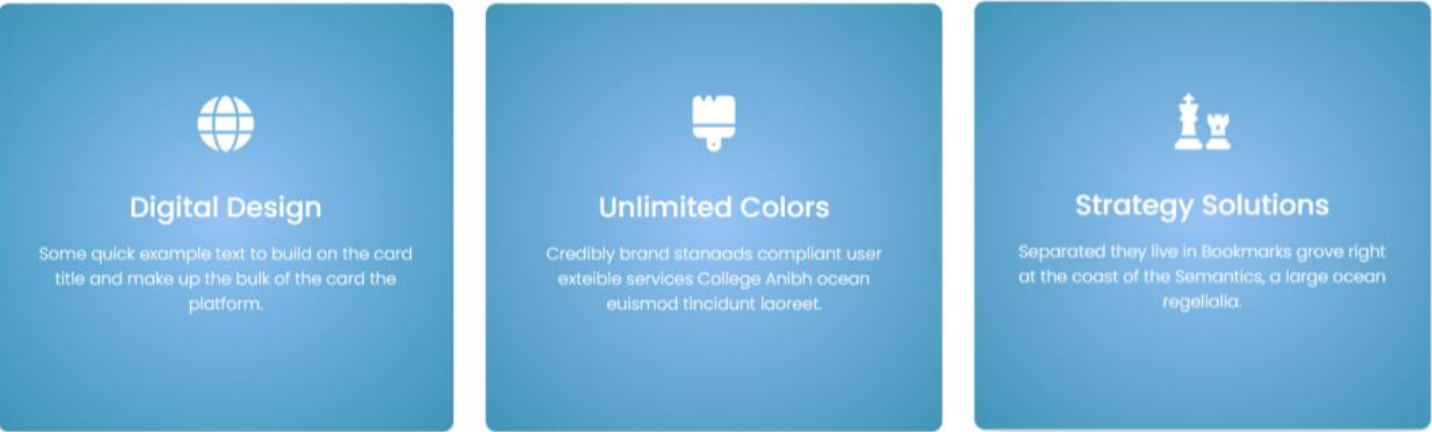 Digital Design
Some quick example text to build on the card
title and make up the bulk of the card the
platform.
Unlimited Colors
Credibly brand stanaads compliant user
exteible services College Anibh ocean
euismod tincidunt laoreet.
Strategy Solutions
Separated they live in Bookmarks grove right
at the coast of the Semantics, a large ocean
regelialia.